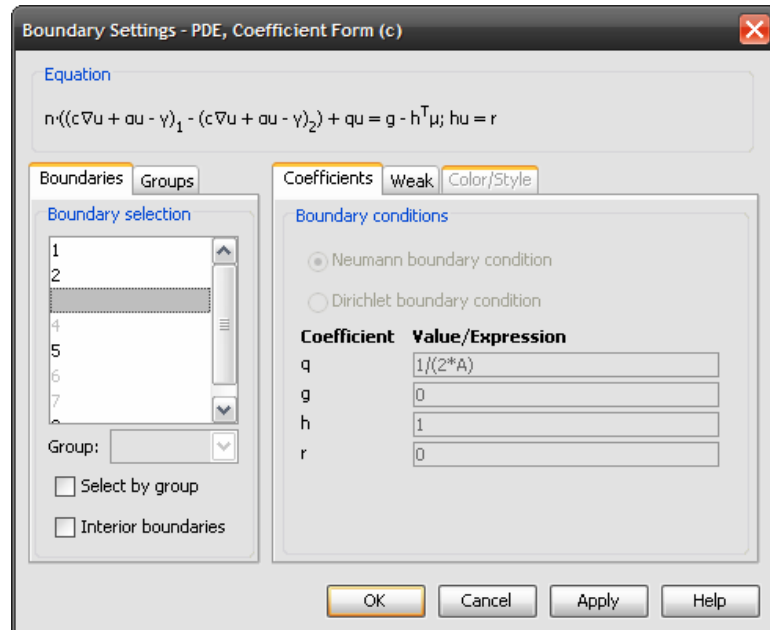 Boundary Settings - PDE, Coefficient Form (c)
Equation
n·((c∇u + αu - γ)₁ - (c∇u + αu - γ)₂) + qu = g - hᵀμ; hu = r
Boundaries Groups
Boundary selection
1
2
4
5
6
7
Group:
Select by group
Interior boundaries
Coefficients Weak Color/Style
Boundary conditions
Neumann boundary condition
Dirichlet boundary condition
Coefficient Value/Expression
q 1/(2*A)
g 0
h 1
r 0
OK Cancel Apply Help